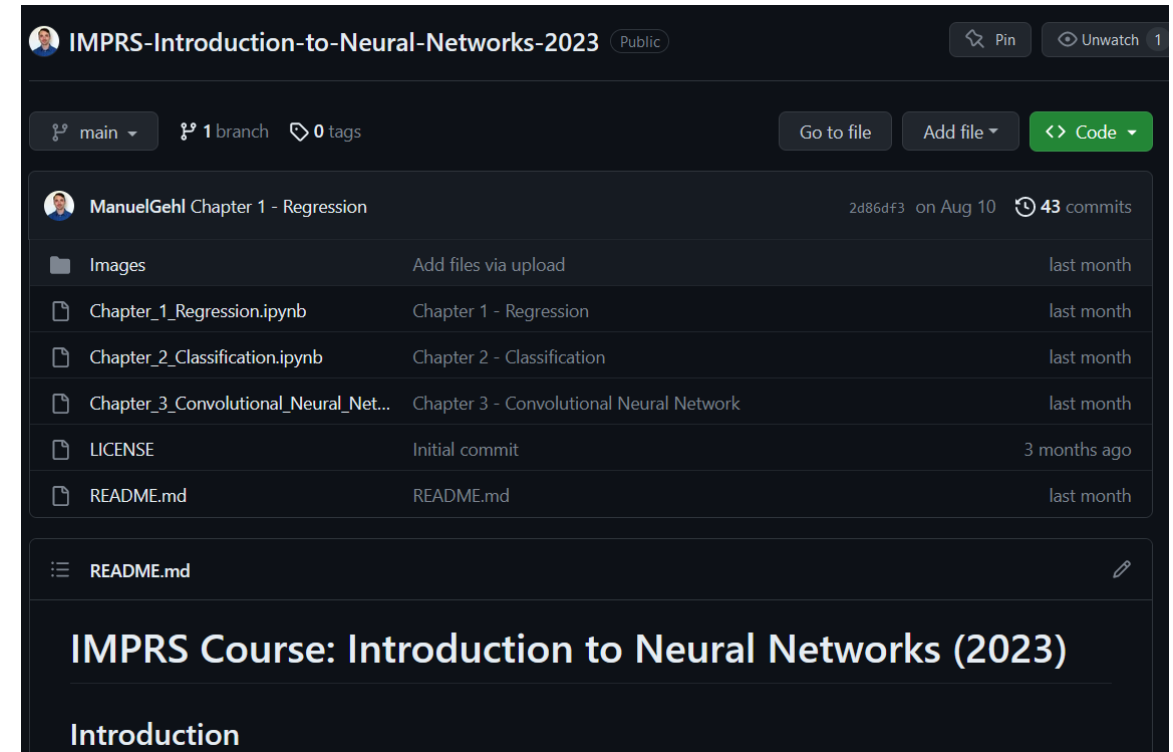 IMPRS-Introduction-to-Neural-Networks-2023 Public Pin Unwatch 1
main 1 branch 0 tags Go to file Add file <> Code
ManuelGehl Chapter 1 - Regression 2d86df3 on Aug 10 43 commits
Images Add files via upload last month
Chapter_1_Regression.ipynb Chapter 1 - Regression last month
Chapter_2_Classification.ipynb Chapter 2 - Classification last month
Chapter_3_Convolutional_Neural_Net... Chapter 3 - Convolutional Neural Network last month
LICENSE Initial commit 3 months ago
README.md README.md last month
README.md
IMPRS Course: Introduction to Neural Networks (2023)
Introduction